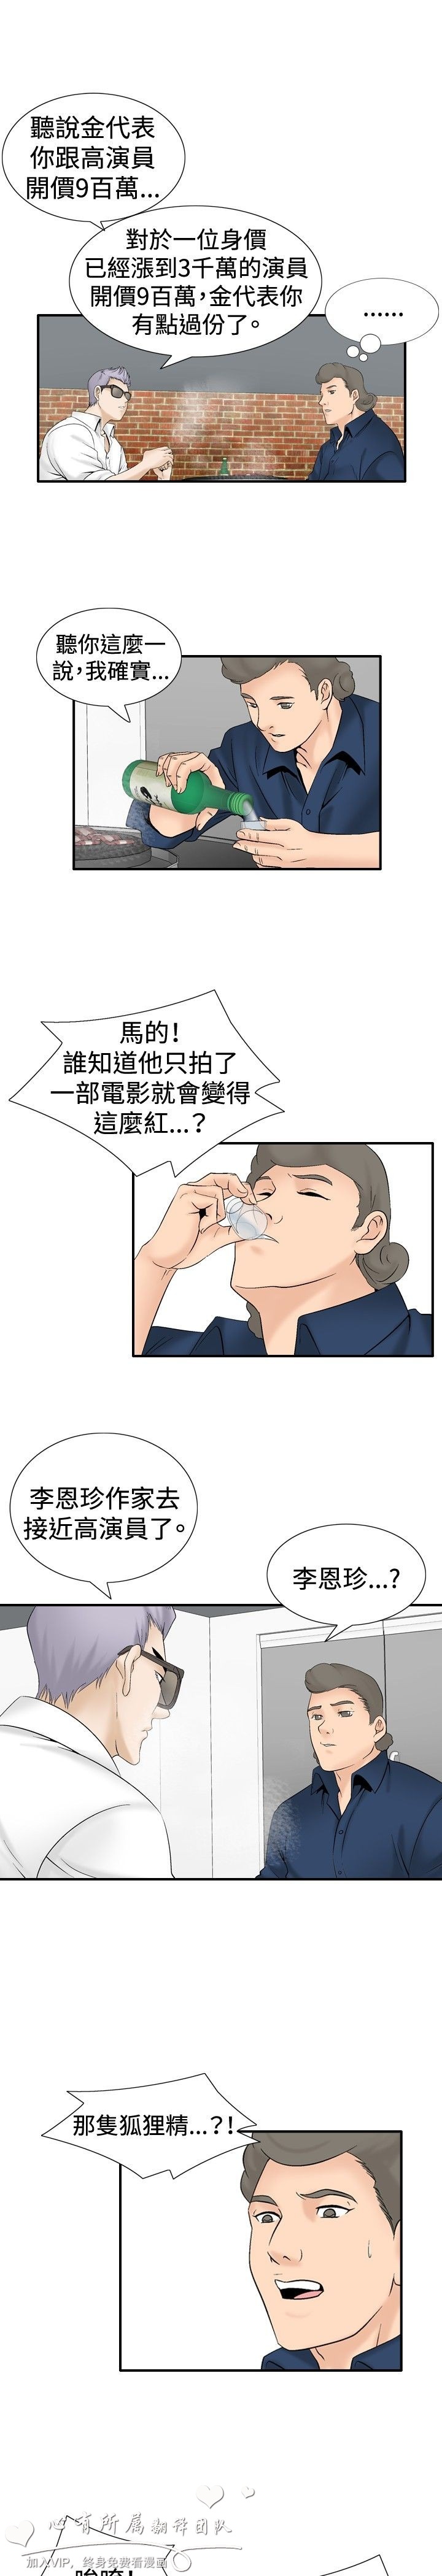 聽說金代表
你跟高演員
開價9百萬...
對於一位身價
已經漲到3千萬的演員
開價9百萬，金代表你
有點過份了。
......
聽你這麼一
說，我確實...
馬的！
誰知道他只拍了
一部電影就會變得
這麼紅...？
李恩珍作家去
接近高演員了。
李恩珍...?
那隻狐狸精...?!
心有所属翻译团队
加入VIP，终身免费看漫画